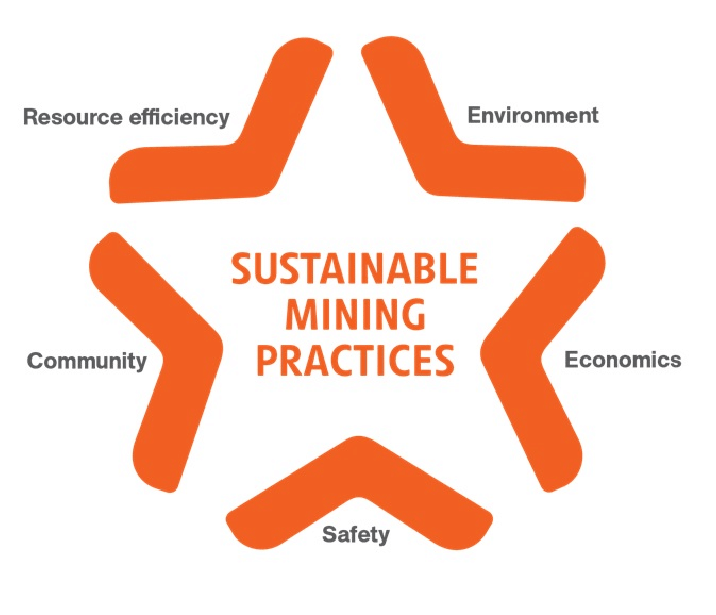 Resource efficiency
Environment
SUSTAINABLE
MINING
PRACTICES
Community
Economics
Safety